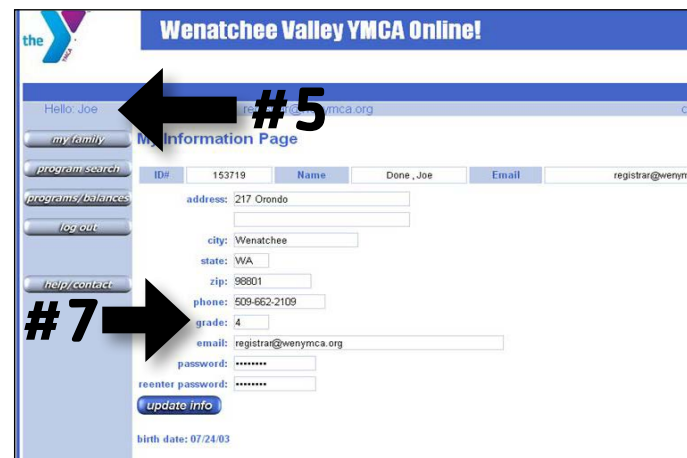 the YMCA
Wenatchee Valley YMCA Online!
Hello: Joe
#5
ymca.org
my family
My Information Page
program search
ID# 153719 Name Done , Joe Email registrar@wenym
programs/balances
address: 217 Orondo
log out
city: Wenatchee
state: WA
help/contact
zip: 98801
phone: 509-662-2109
#7
grade: 4
email: registrar@wenymca.org
password: ••••••••
reenter password: ••••••••
update info
birth date: 07/24/03